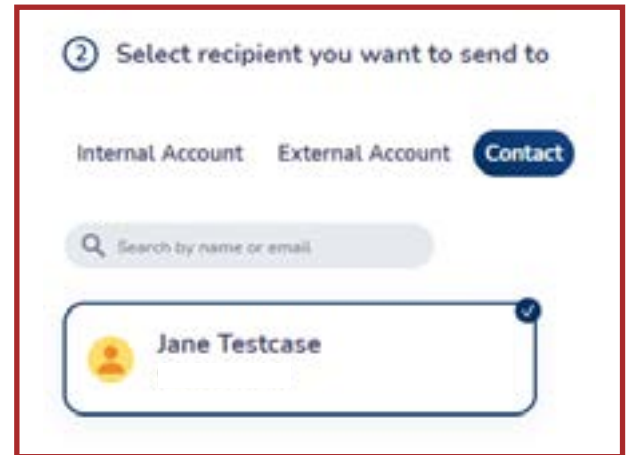 2 Select recipient you want to send to
Internal Account External Account Contact
Search by name or email
Jane Testcase